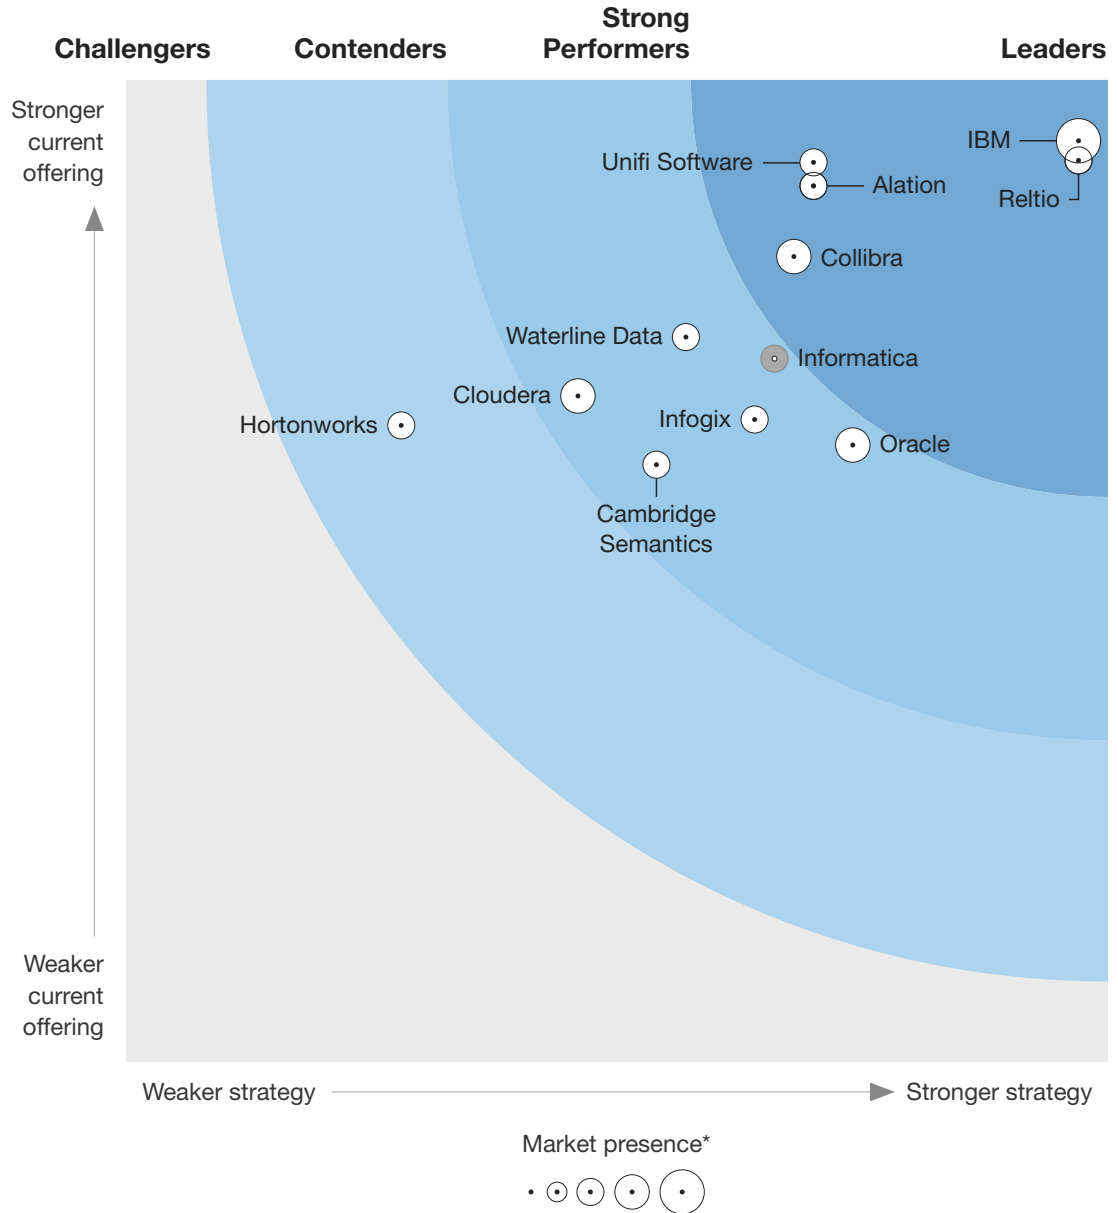 Challengers
Contenders
Strong
Performers
Leaders
Stronger
current
offering
IBM
Unifi Software
Alation
Reltio
Collibra
Waterline Data
Informatica
Cloudera
Infogix
Hortonworks
Oracle
Cambridge
Semantics
Weaker
current
offering
Weaker strategy
Stronger strategy
Market presence*